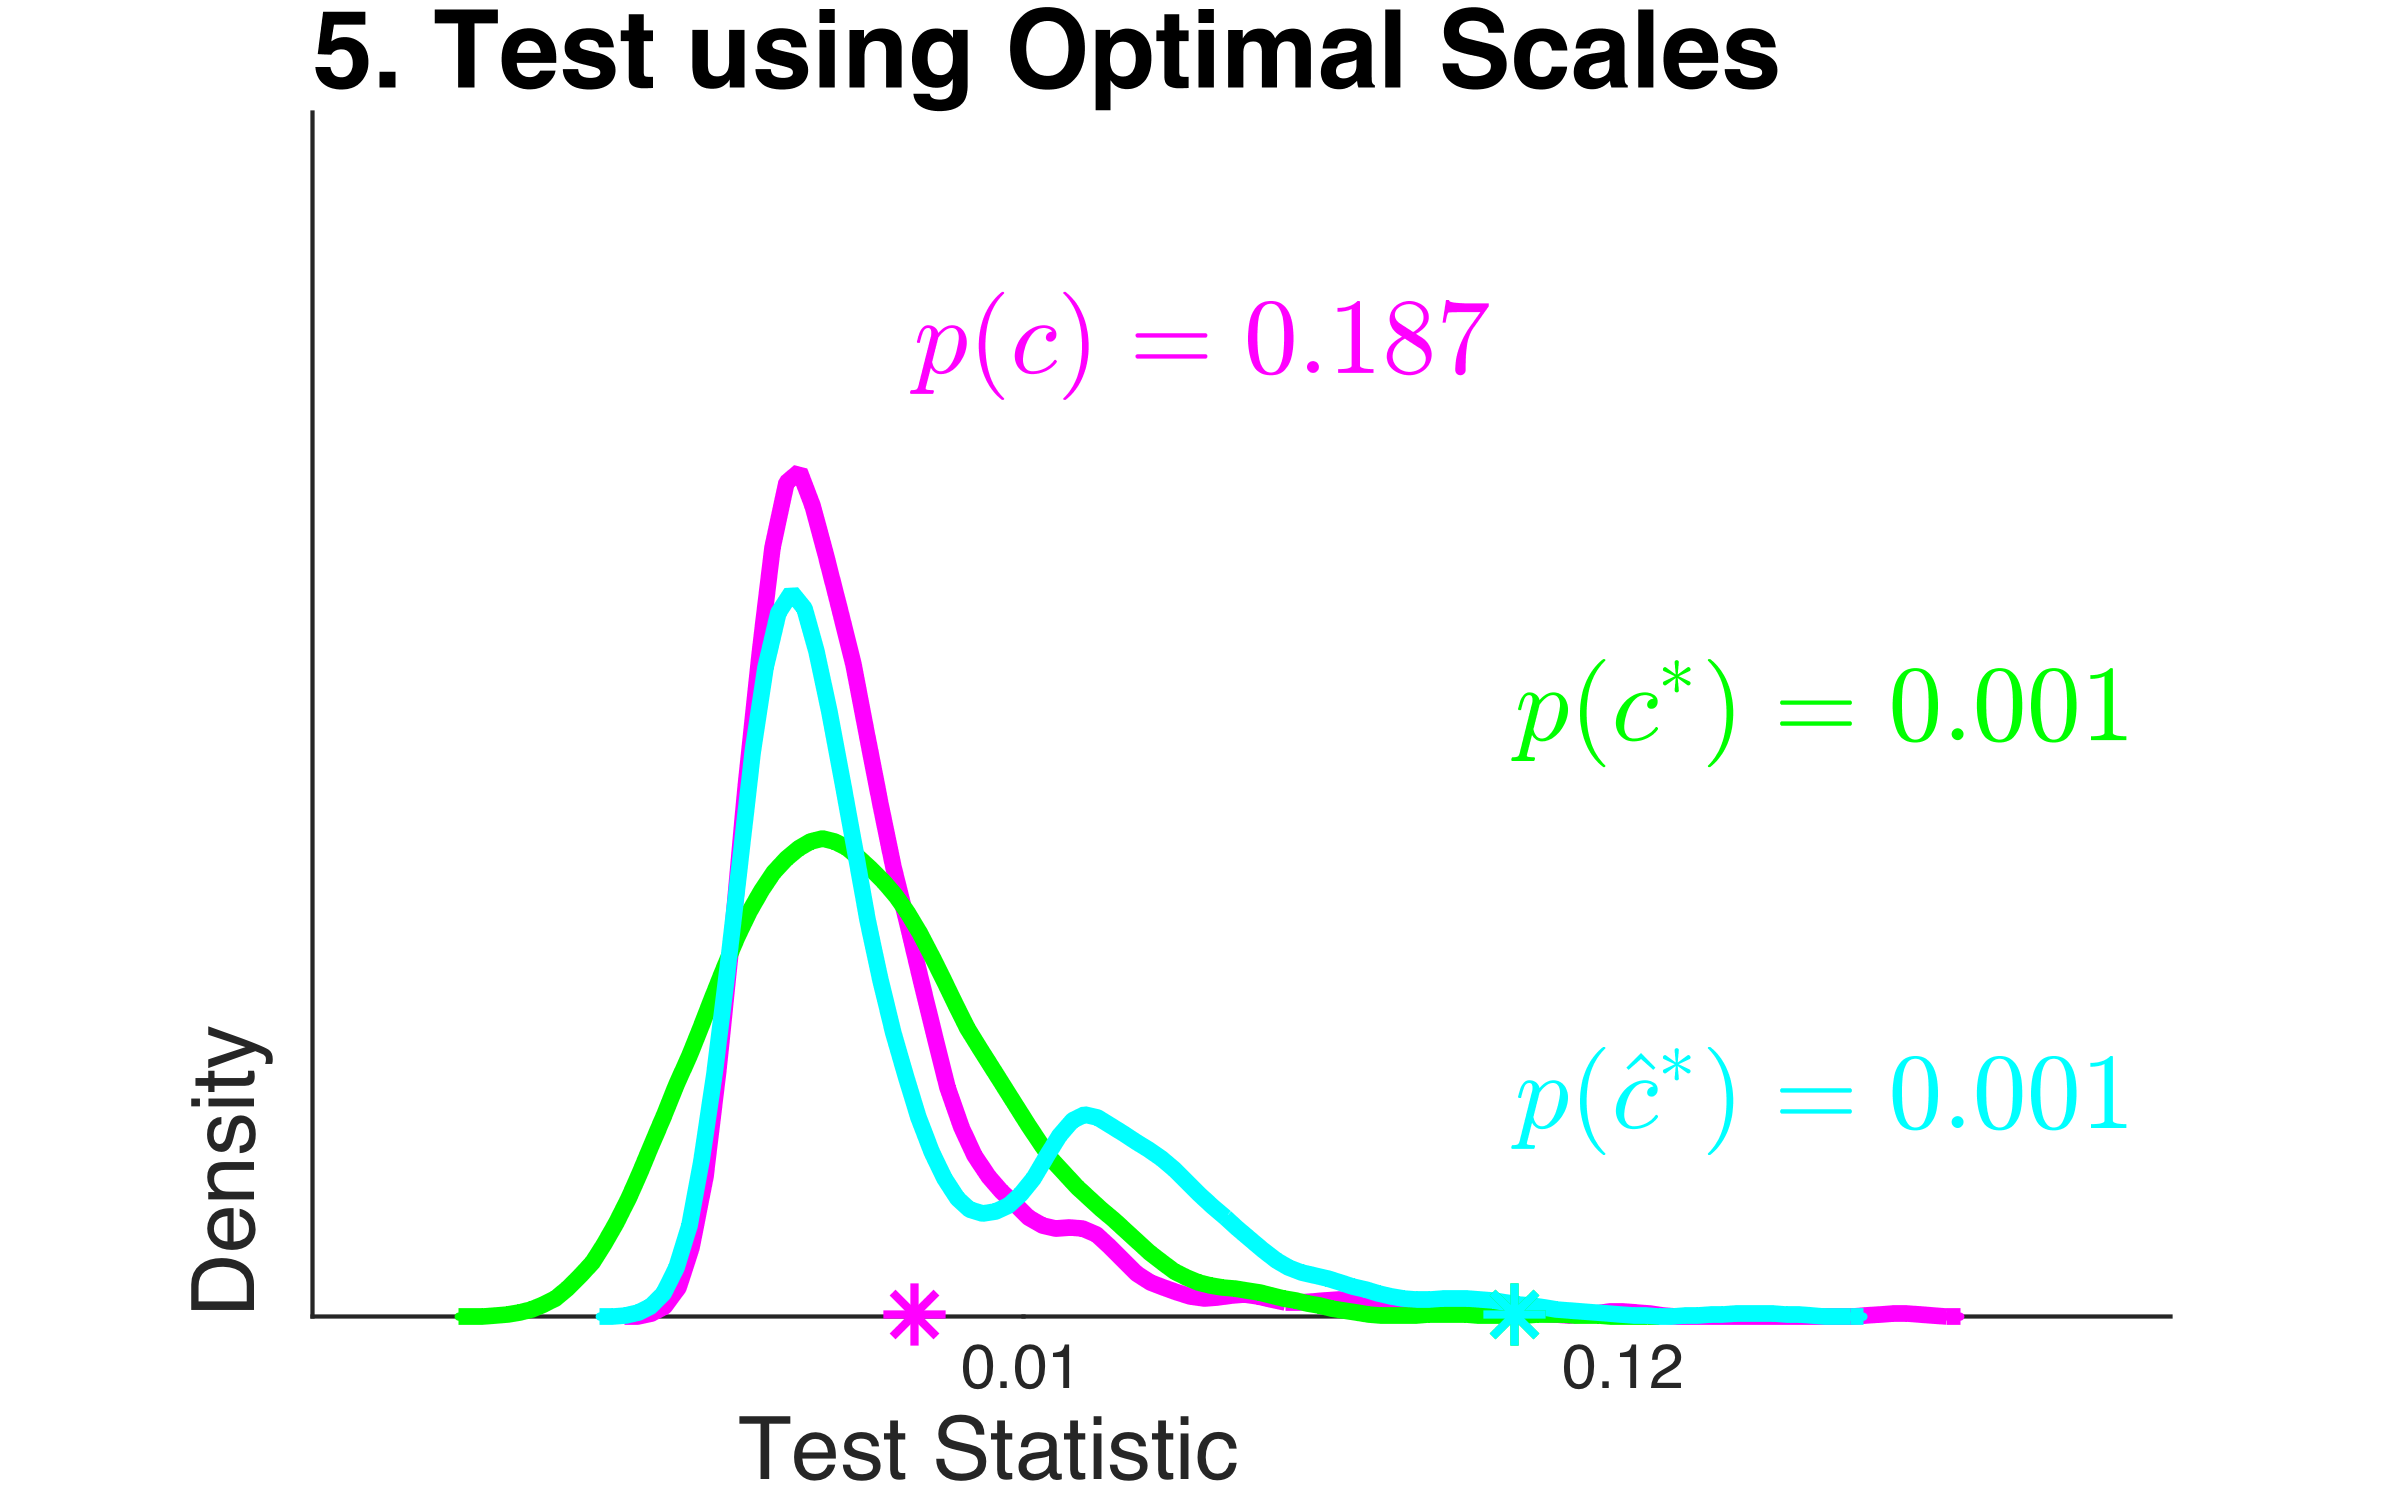 5. Test using Optimal Scales
p(c) = 0.187
p(c*) = 0.001
p(ĉ*) = 0.001
Density
0.01 0.12
Test Statistic